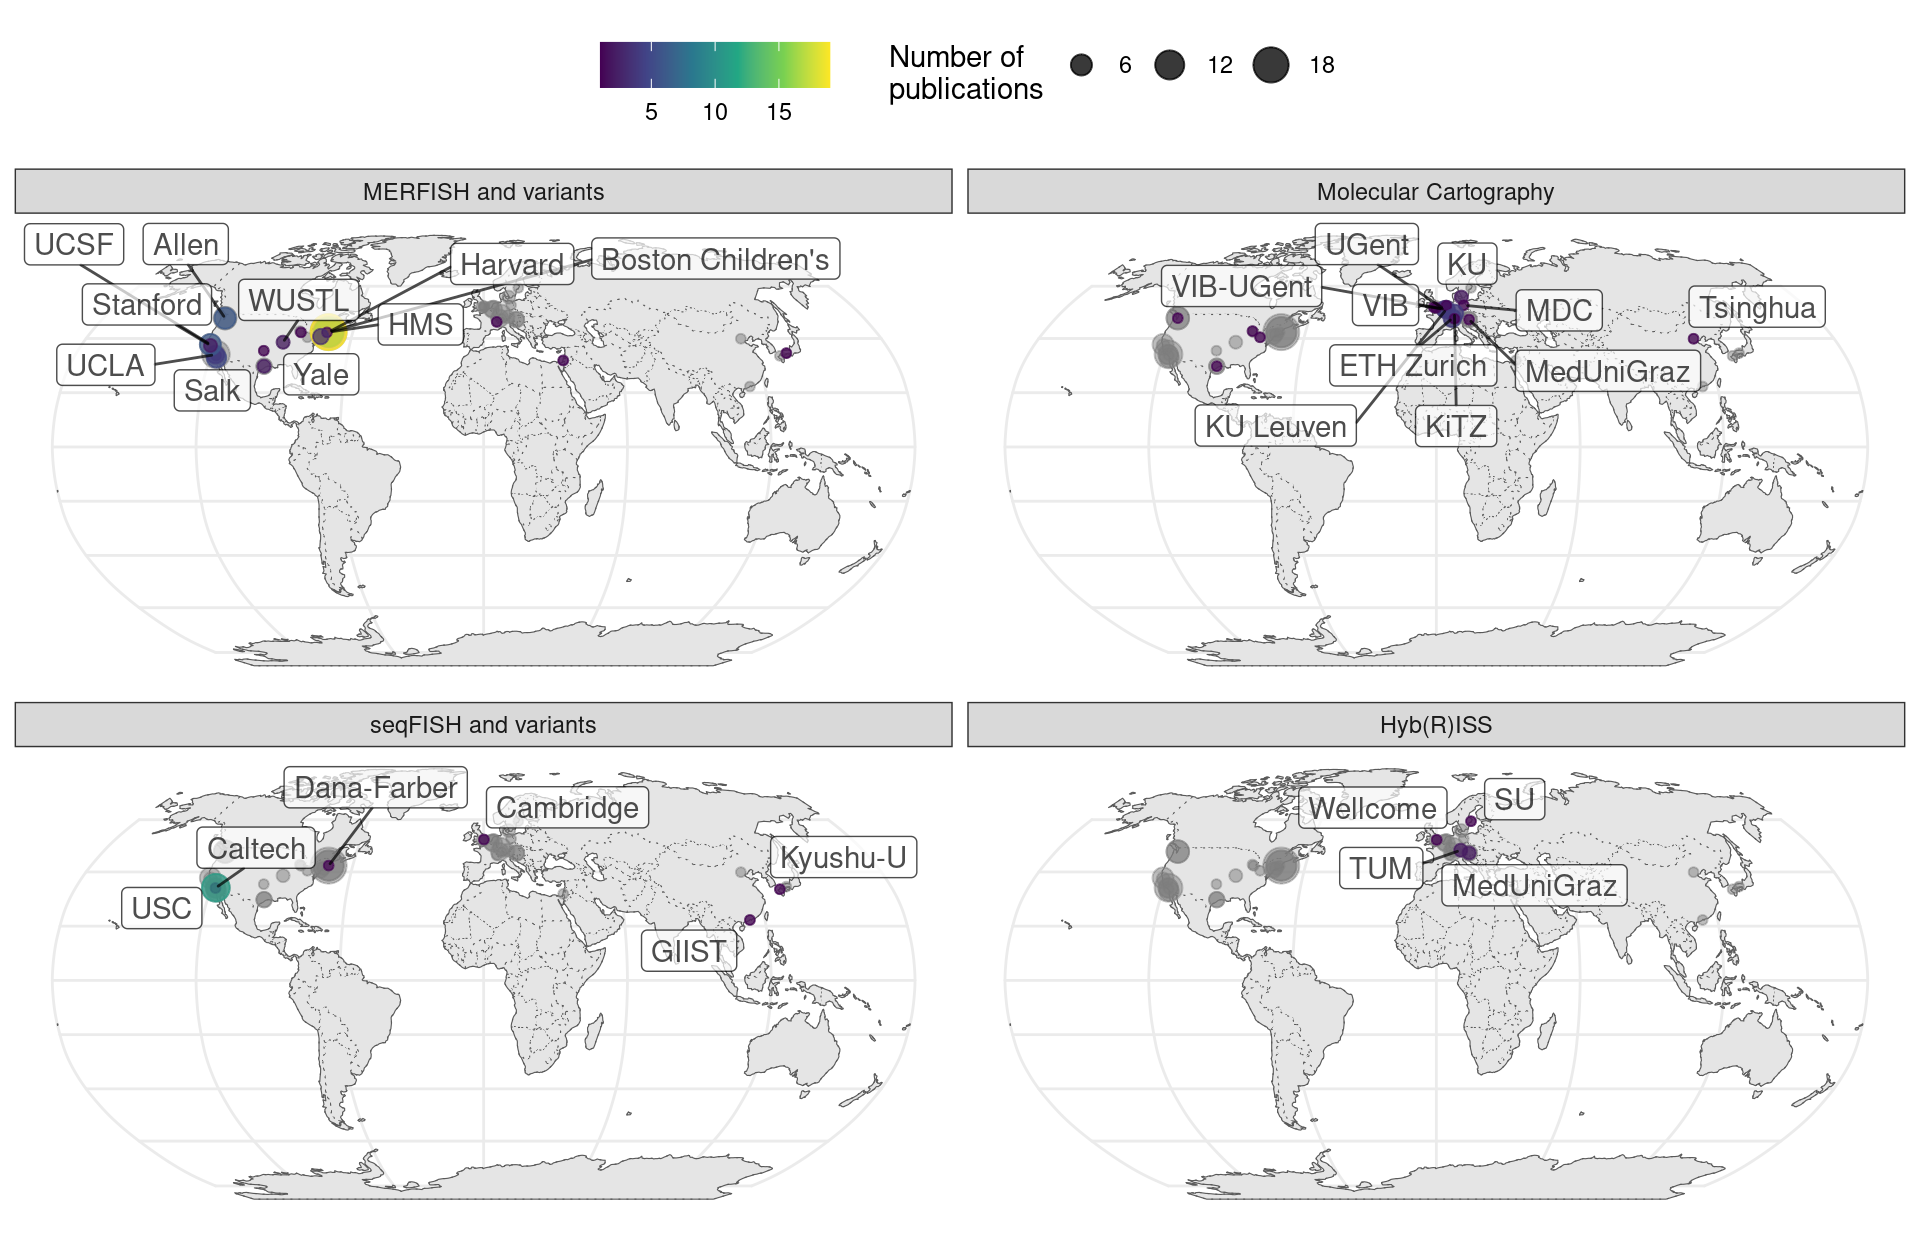 Number of
publications
5 10 15
6 12 18
MERFISH and variants
UCSF
Allen
Harvard
Boston Children's
Stanford
WUSTL
HMS
UCLA
Salk
Yale
Molecular Cartography
UGent
KU
VIB-UGent
VIB
MDC
Tsinghua
ETH Zurich
MedUniGraz
KU Leuven
KiTZ
seqFISH and variants
Dana-Farber
Cambridge
Caltech
Kyushu-U
USC
GIIST
Hyb(R)ISS
Wellcome
SU
TUM
MedUniGraz